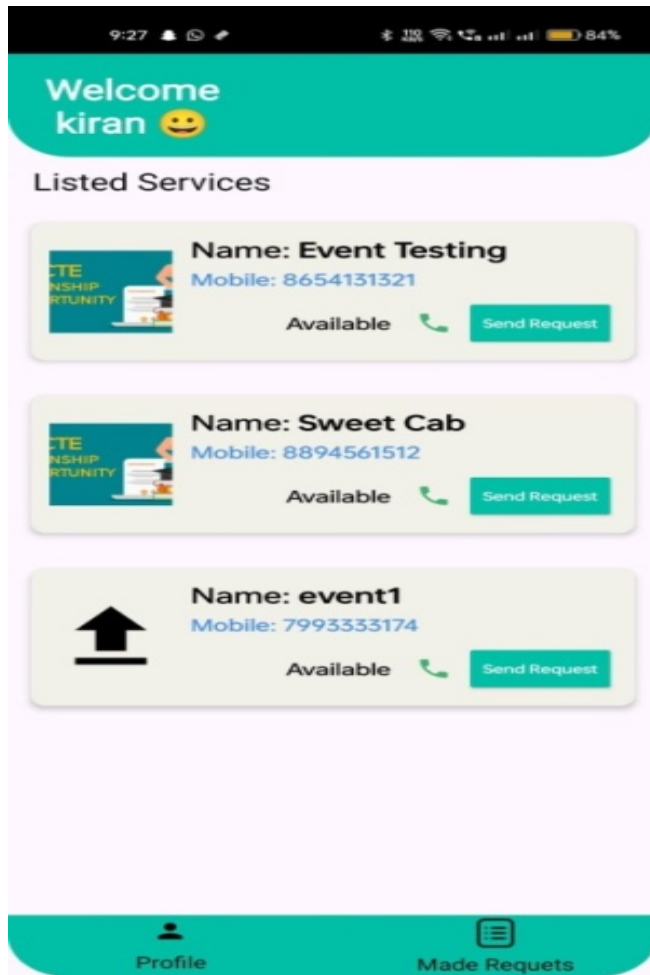 9:27 84%
Welcome
kiran 😀
Listed Services
CTE
NSHIP
RTUNITY
Name: Event Testing
Mobile: 8654131321
Available Send Request
CTE
NSHIP
RTUNITY
Name: Sweet Cab
Mobile: 8894561512
Available Send Request
Name: event1
Mobile: 7993333174
Available Send Request
Profile Made Requets